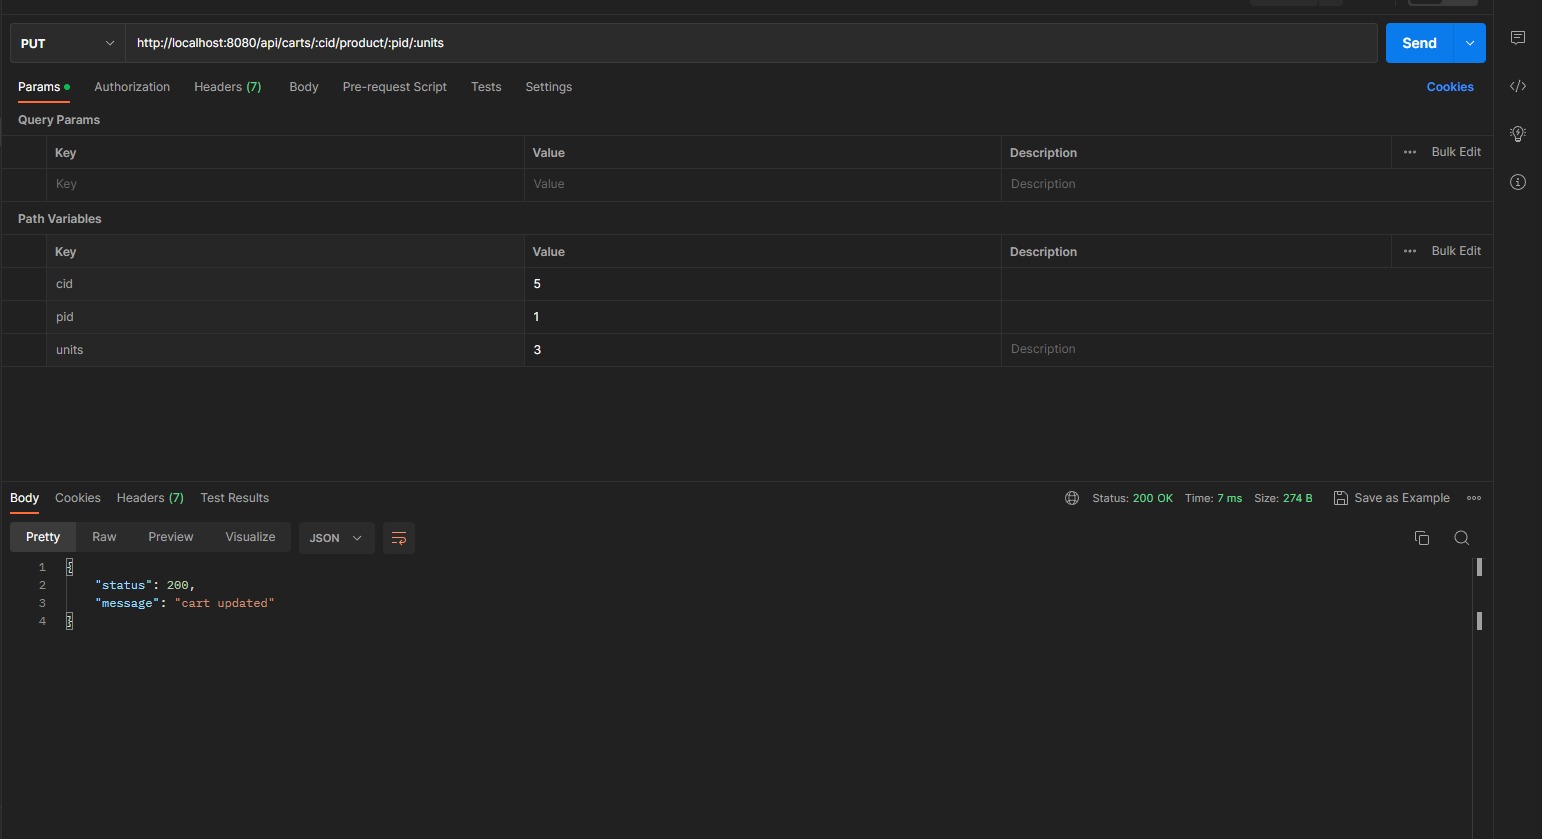 PUT http://localhost:8080/api/carts/:cid/product/:pid/:units Send
Params Authorization Headers (7) Body Pre-request Script Tests Settings Cookies
Query Params
Key Value Description ••• Bulk Edit
Key Value Description
Path Variables
Key Value Description ••• Bulk Edit
cid 5
pid 1
units 3 Description
Body Cookies Headers (7) Test Results Status: 200 OK Time: 7 ms Size: 274 B Save as Example
Pretty Raw Preview Visualize JSON
1 {
2 "status": 200,
3 "message": "cart updated"
4 }